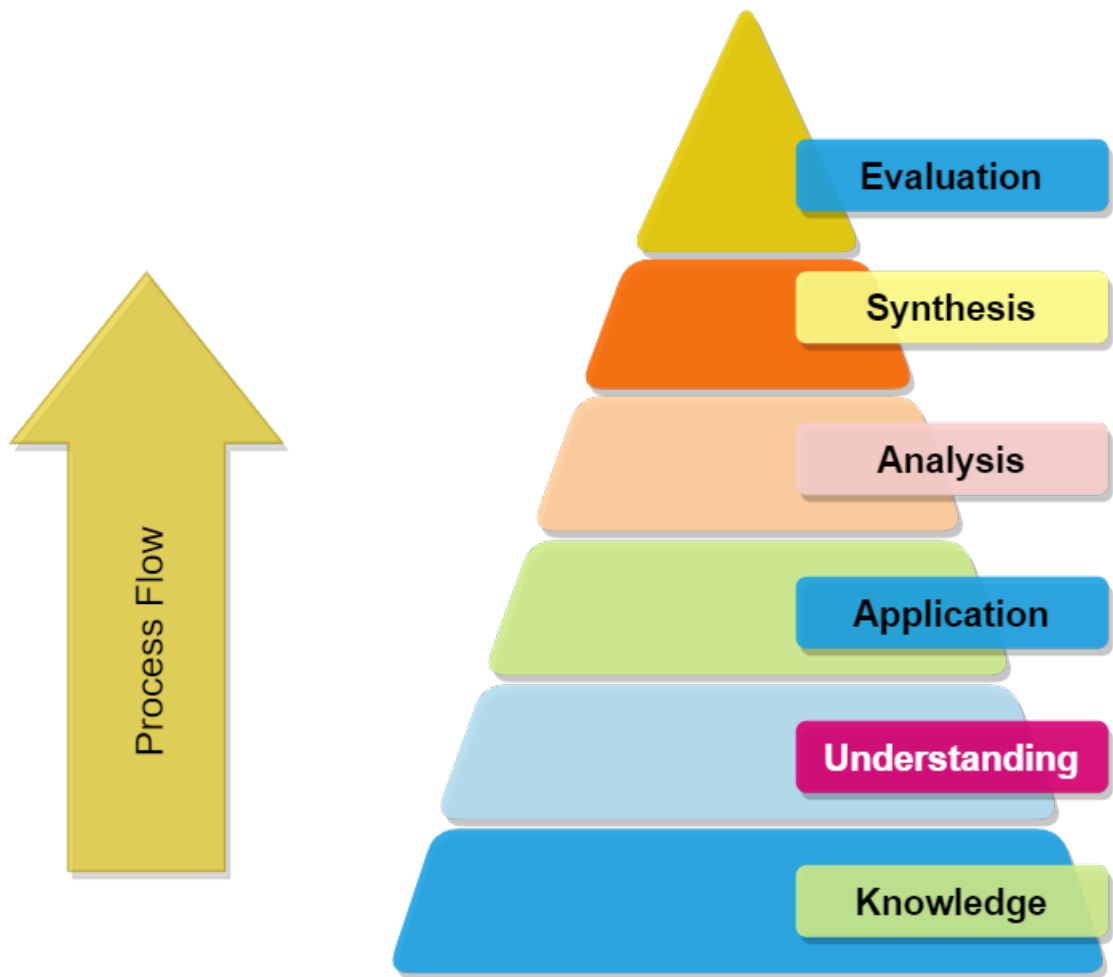 Evaluation
Synthesis
Analysis
Application
Understanding
Knowledge
Process Flow